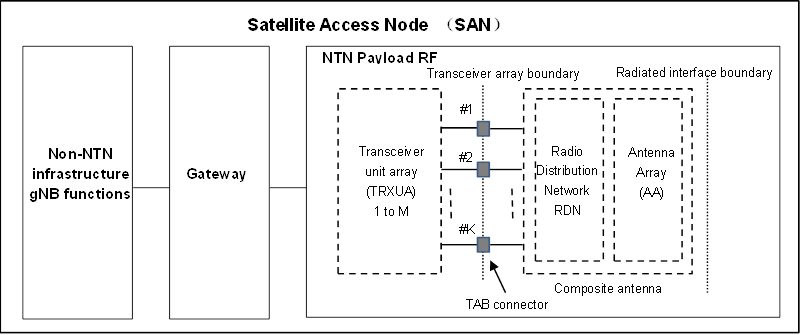 Satellite Access Node （SAN）
NTN Payload RF
Transceiver array boundary
Radiated interface boundary
Non-NTN
infrastructure
gNB functions
Gateway
Transceiver
unit array
(TRXUA)
1 to M
#1
#2
#K
Radio
Distribution
Network
RDN
Antenna
Array
(AA)
Composite antenna
TAB connector